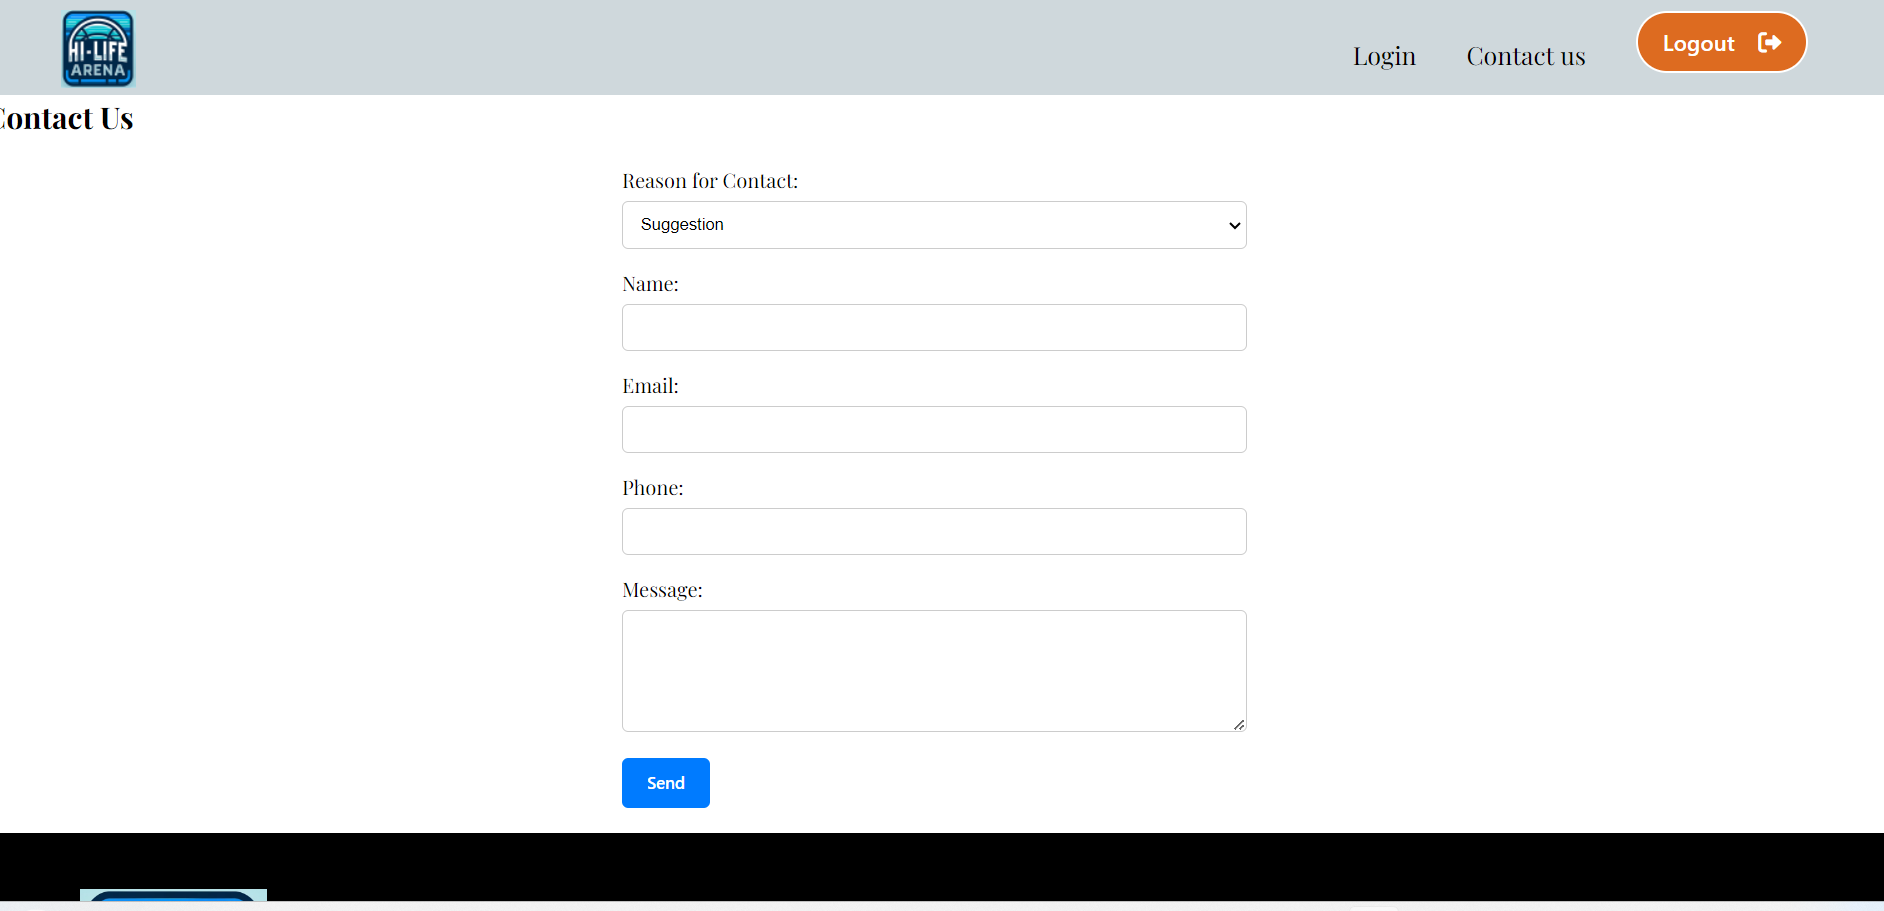 HI-LIFE
ARENA
Login
Contact us
Logout
Contact Us
Reason for Contact:
Suggestion
Name:
Email:
Phone:
Message:
Send